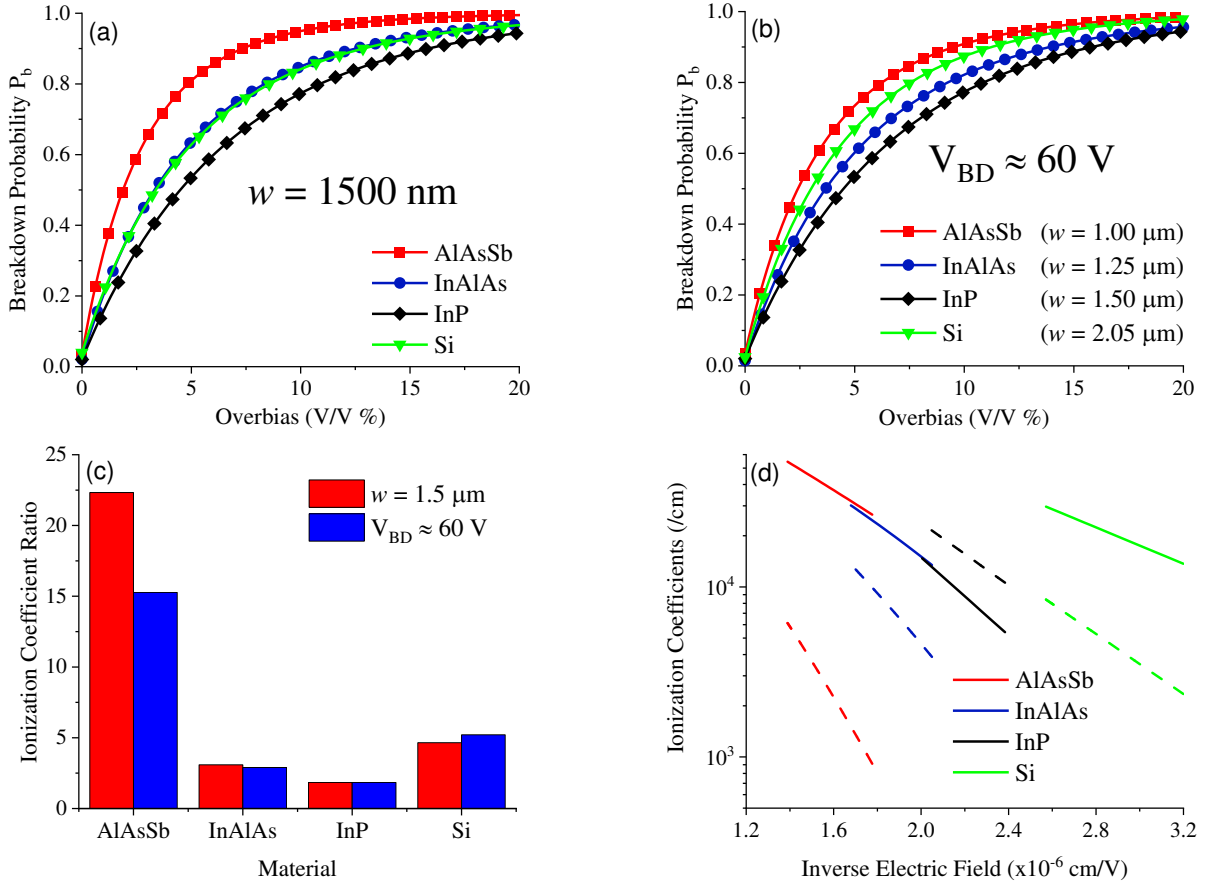 (a)
Breakdown Probability P_b
1.0
0.8
0.6
0.4
0.2
0.0
w = 1500 nm
AlAsSb
InAlAs
InP
Si
0 5 10 15 20
Overbias (V/V %)
(b)
Breakdown Probability P_b
1.0
0.8
0.6
0.4
0.2
0.0
V_BD ≈ 60 V
AlAsSb (w = 1.00 µm)
InAlAs (w = 1.25 µm)
InP (w = 1.50 µm)
Si (w = 2.05 µm)
0 5 10 15 20
Overbias (V/V %)
(c)
Ionization Coefficient Ratio
25
20
15
10
5
0
w = 1.5 µm
V_BD ≈ 60 V
AlAsSb InAlAs InP Si
Material
(d)
Ionization Coefficients (/cm)
10^4
10^3
AlAsSb
InAlAs
InP
Si
1.2 1.6 2.0 2.4 2.8 3.2
Inverse Electric Field (x10^-6 cm/V)